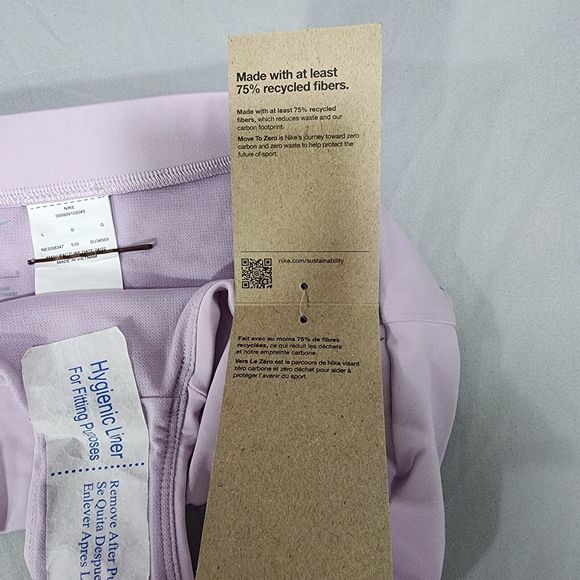 Made with at least
75% recycled fibers.
Made with at least 75% recycled
fibers, which reduces waste and our
carbon footprint.
Move To Zero is Nike's journey toward zero
carbon and zero waste to help protect the
future of sport.
nike.com/sustainability
Fait avec au moins 75% de fibres
recyclées, ce qui réduit les déchets
et notre empreinte carbone.
Vers Le Zéro est le parcours de Nike visant
zéro carbone et zéro déchet pour aider à
protéger l'avenir du sport.
NIKE
L G G
NESSB347 539
MADE IN VIETNAM
Hygienic Liner
For Fitting Purposes
Remove After
Se Quita
Enlever Apres